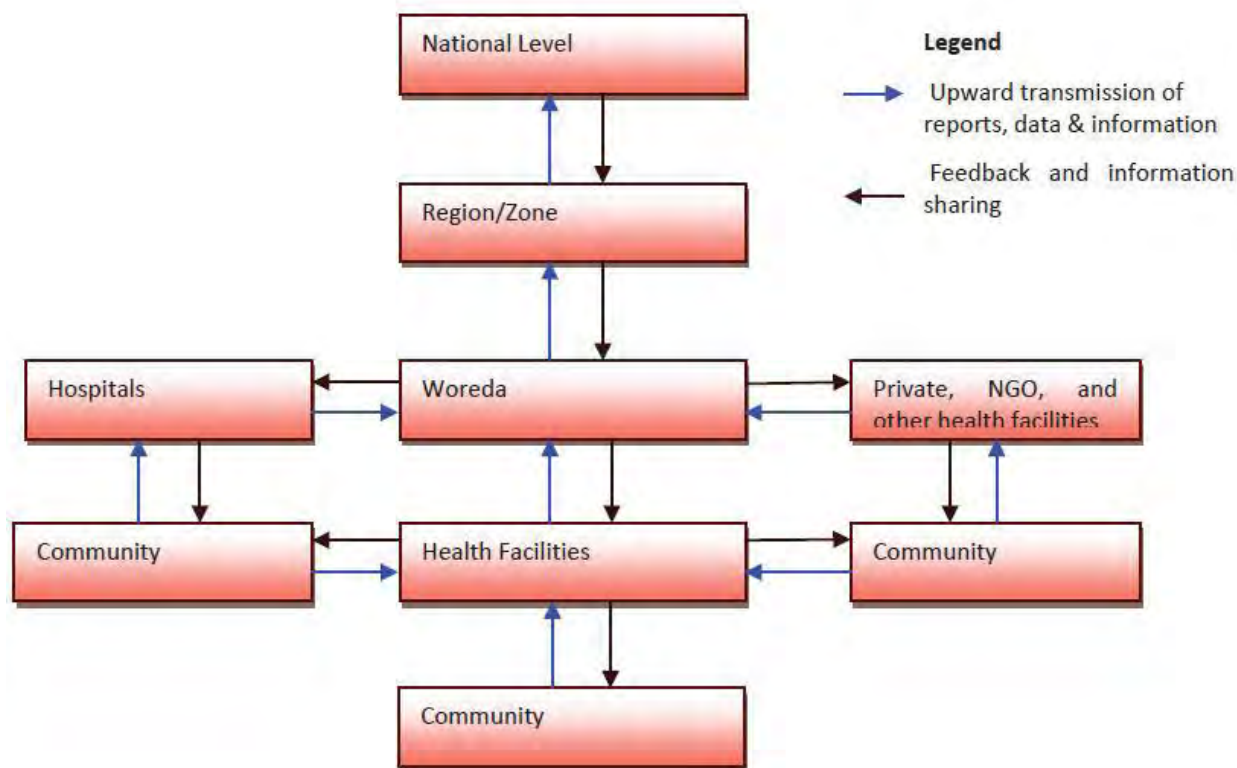 National Level
Legend
Upward transmission of
reports, data & information
Feedback and information
sharing
Region/Zone
Hospitals
Woreda
Private, NGO, and
other health facilities
Community
Health Facilities
Community
Community